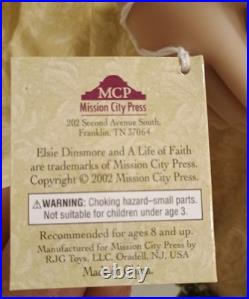 MCP
Mission City Press
202 Second Avenue South,
Franklin, TN 37064
Elsie Dinsmore and A Life of Faith
are trademarks of Mission City Press.
Copyright © 2002 Mission City Press
⚠WARNING: Choking hazard–small parts.
Not suitable for children under age 3.
Recommended for ages 8 and up.
Manufactured for Mission City Press by
RJG Toys, LLC, Oradell, NJ, USA
Made